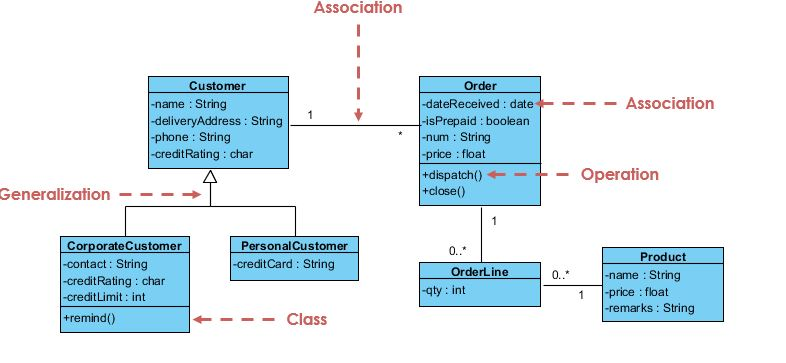 Association
Customer
-name : String
-deliveryAddress : String
-phone : String
-creditRating : char
1
*
Order
-dateReceived : date
-isPrepaid : boolean
-num : String
-price : float
+dispatch()
+close()
Association
Operation
Generalization
CorporateCustomer
-contact : String
-creditRating : char
-creditLimit : int
+remind()
Class
PersonalCustomer
-creditCard : String
1
0..*
OrderLine
-qty : int
0..*
1
Product
-name : String
-price : float
-remarks : String